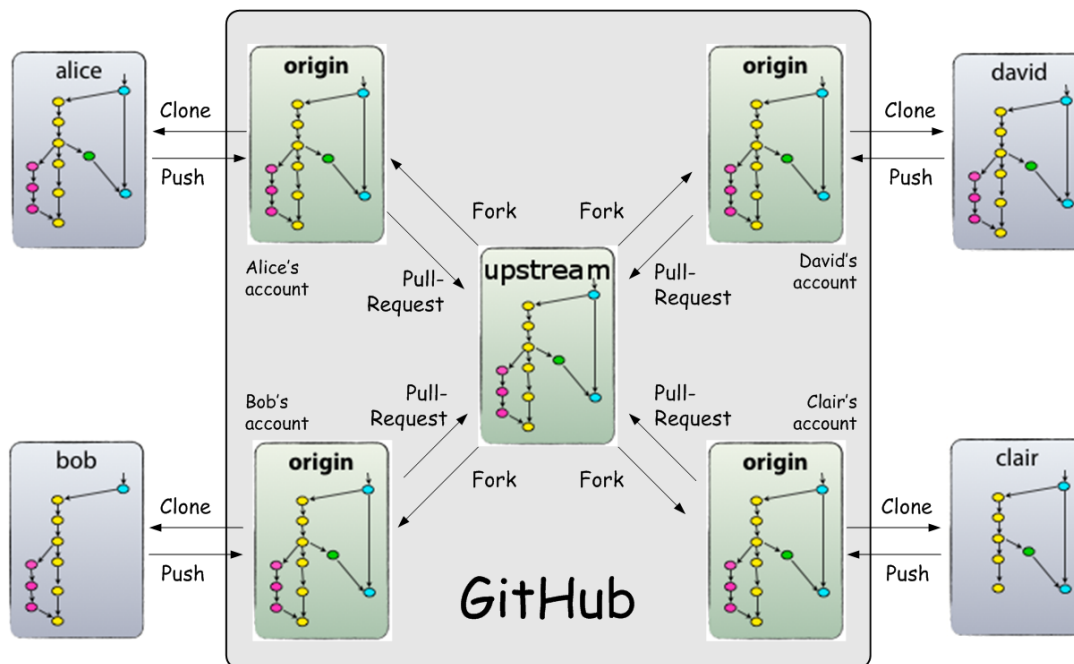 alice
origin
origin
david
Clone
Push
Clone
Push
Fork
Fork
Alice's
account
Pull-
Request
upstream
Pull-
Request
David's
account
Bob's
account
Pull-
Request
Pull-
Request
Clair's
account
bob
origin
Fork
Fork
origin
clair
Clone
Push
Clone
Push
GitHub